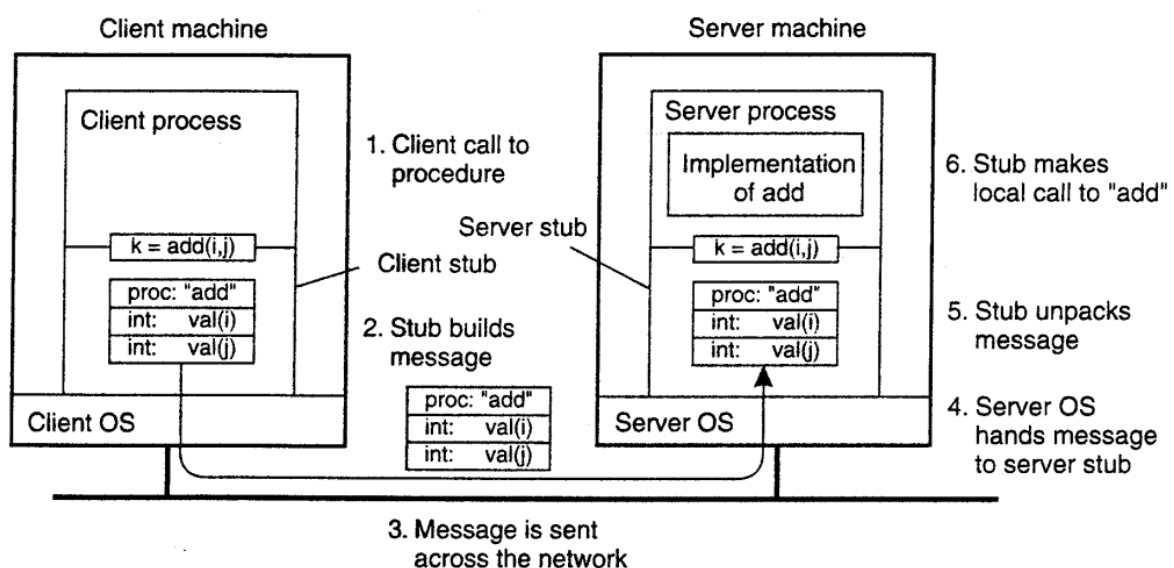 Client machine
Server machine
Client process
1. Client call to
procedure
Server process
Implementation
of add
6. Stub makes
local call to "add"
Server stub
k = add(i,j)
k = add(i,j)
Client stub
proc: "add"
int: val(i)
int: val(j)
2. Stub builds
message
proc: "add"
int: val(i)
int: val(j)
5. Stub unpacks
message
proc: "add"
int: val(i)
int: val(j)
Client OS
Server OS
4. Server OS
hands message
to server stub
3. Message is sent
across the network